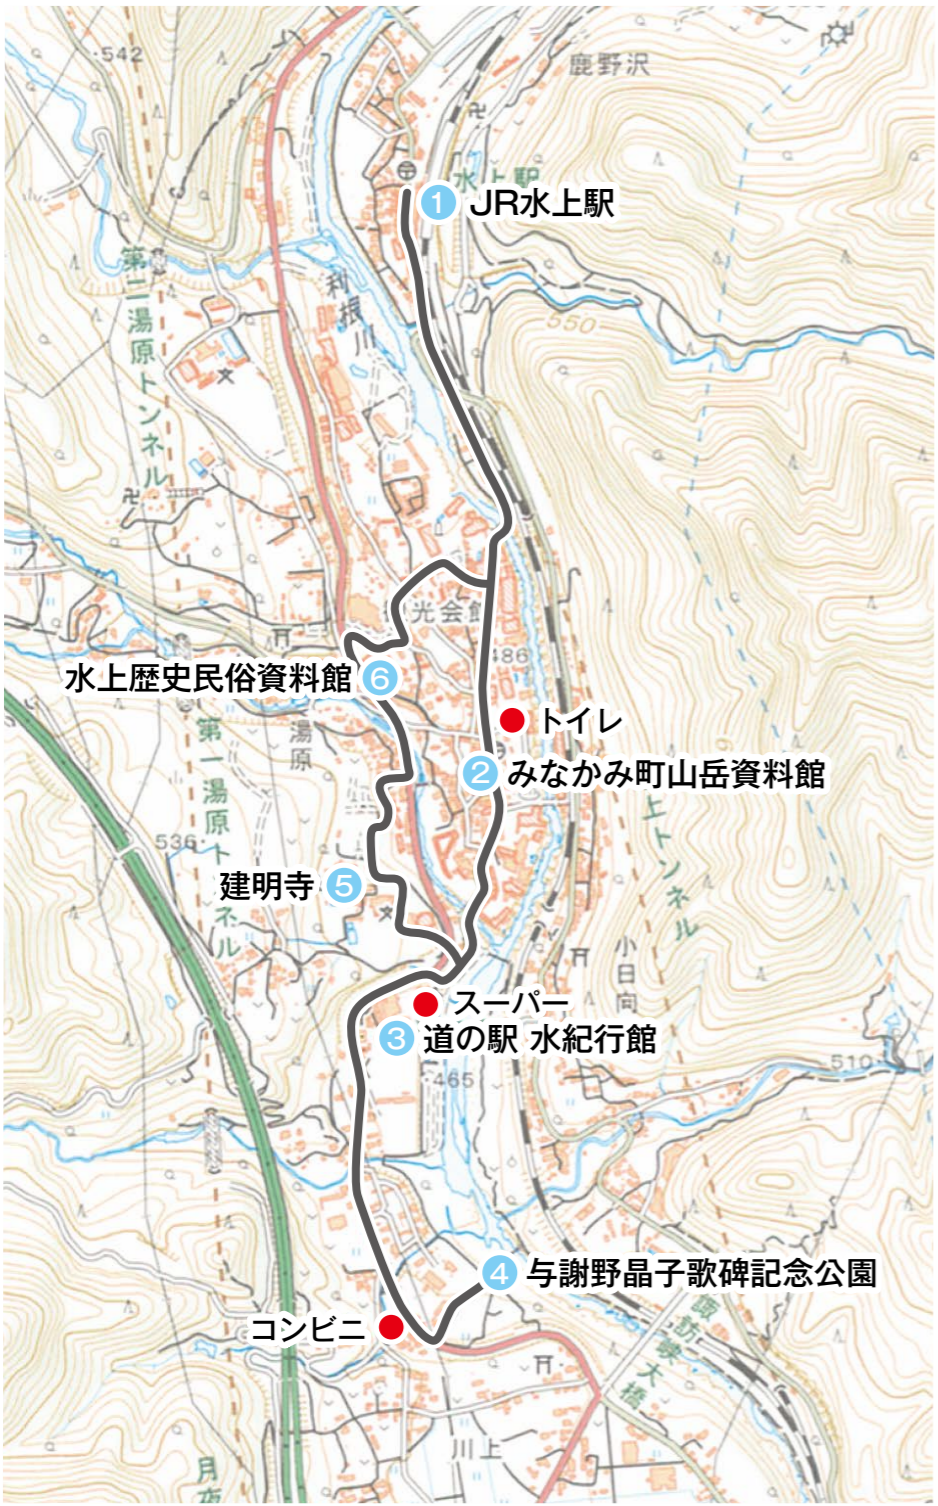 ・542
鹿野沢
水上駅
1 JR水上駅
第二湯原トンネル
利根川
550
光会館
486
水上歴史民俗資料館 6
トイレ
湯原
第一湯原トンネル
2 みなかみ町山岳資料館
上トンネル
536・
建明寺 5
小日向
スーパー
3 道の駅 水紀行館
510
・465
4 与謝野晶子歌碑記念公園
諏訪峡大橋
コンビニ
川上
月夜